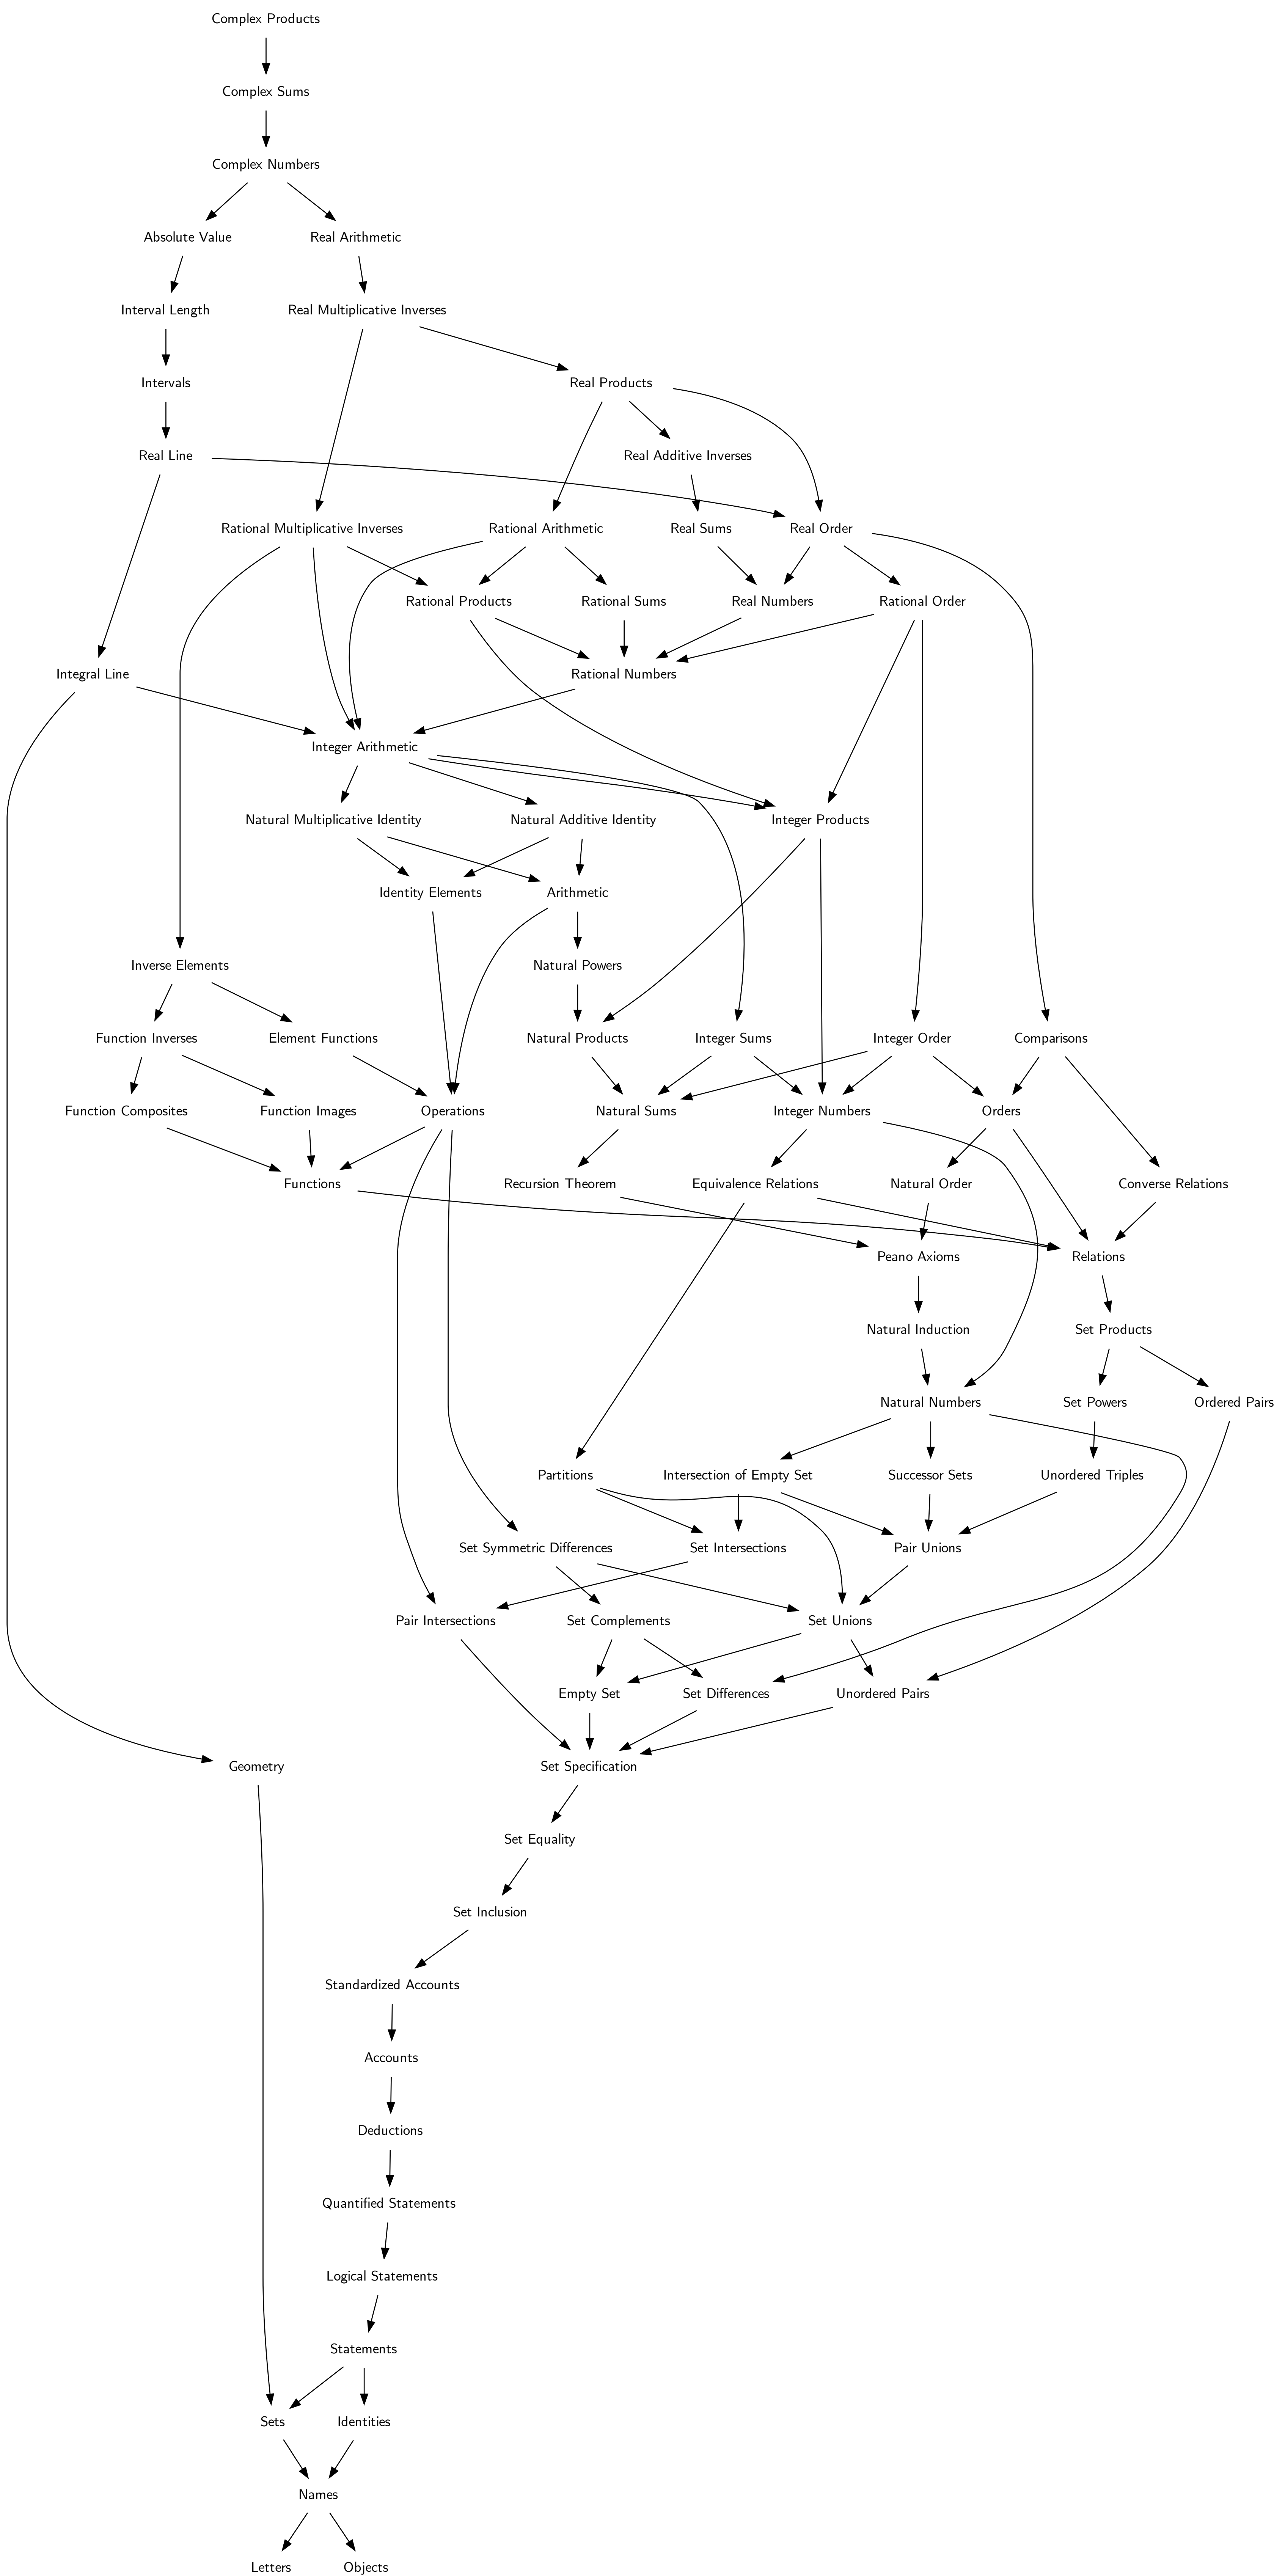 Complex Products
Complex Sums
Complex Numbers
Absolute Value
Real Arithmetic
Interval Length
Real Multiplicative Inverses
Intervals
Real Products
Real Line
Real Additive Inverses
Rational Multiplicative Inverses
Rational Arithmetic
Real Sums
Real Order
Rational Products
Rational Sums
Real Numbers
Rational Order
Integral Line
Rational Numbers
Integer Arithmetic
Natural Multiplicative Identity
Natural Additive Identity
Integer Products
Identity Elements
Arithmetic
Inverse Elements
Natural Powers
Function Inverses
Element Functions
Natural Products
Integer Sums
Integer Order
Comparisons
Function Composites
Function Images
Operations
Natural Sums
Integer Numbers
Orders
Functions
Recursion Theorem
Equivalence Relations
Natural Order
Converse Relations
Peano Axioms
Relations
Natural Induction
Set Products
Natural Numbers
Set Powers
Ordered Pairs
Partitions
Intersection of Empty Set
Successor Sets
Unordered Triples
Set Symmetric Differences
Set Intersections
Pair Unions
Pair Intersections
Set Complements
Set Unions
Empty Set
Set Differences
Unordered Pairs
Geometry
Set Specification
Set Equality
Set Inclusion
Standardized Accounts
Accounts
Deductions
Quantified Statements
Logical Statements
Statements
Sets
Identities
Names
Letters
Objects